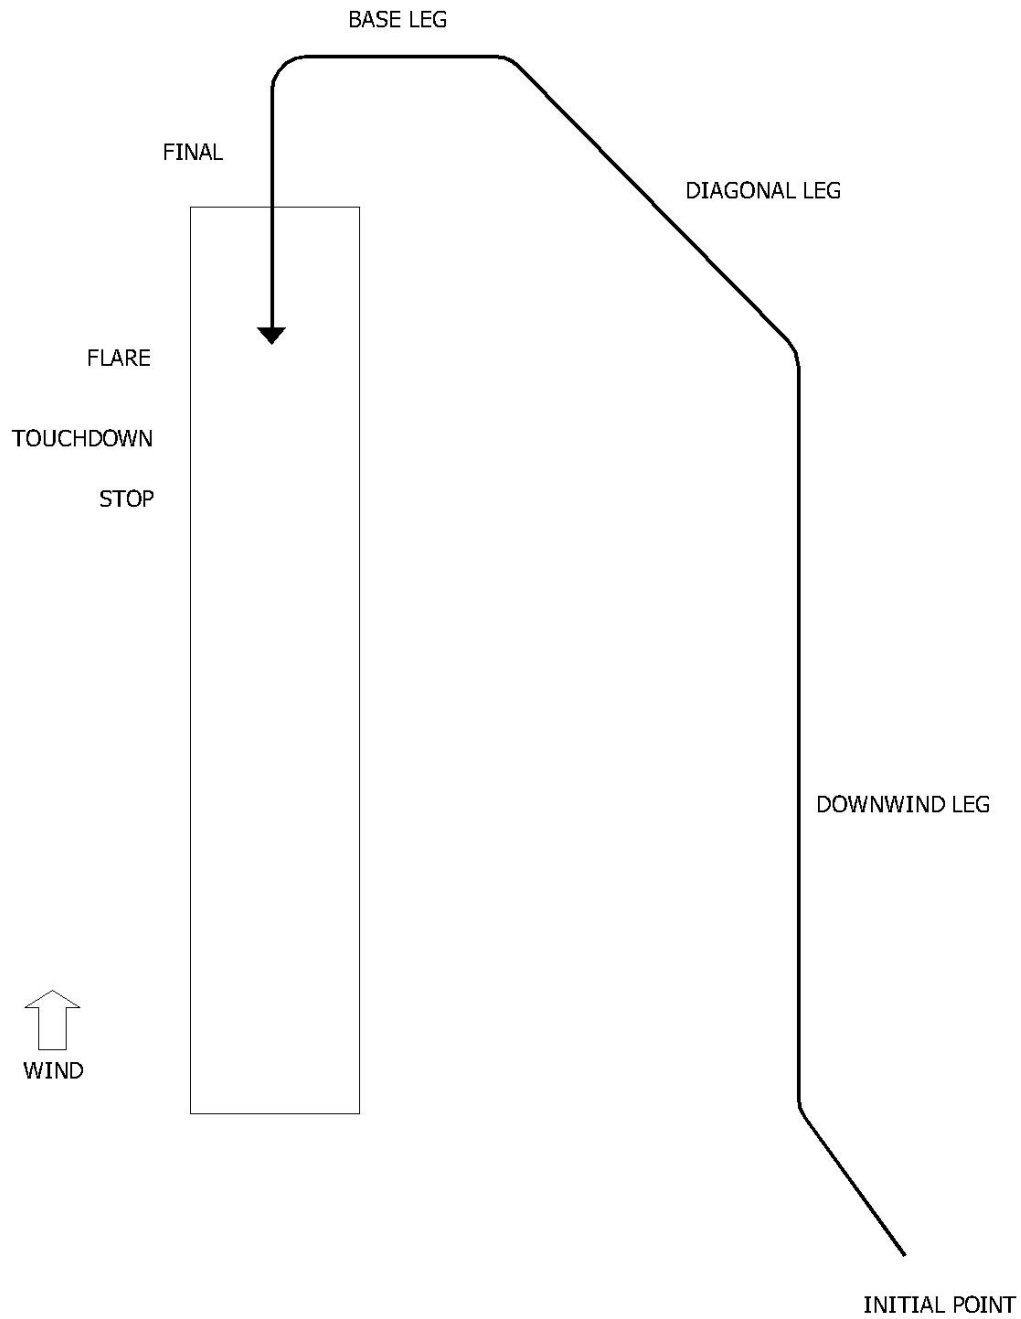 BASE LEG
FINAL
DIAGONAL LEG
FLARE
TOUCHDOWN
STOP
DOWNWIND LEG
WIND
INITIAL POINT